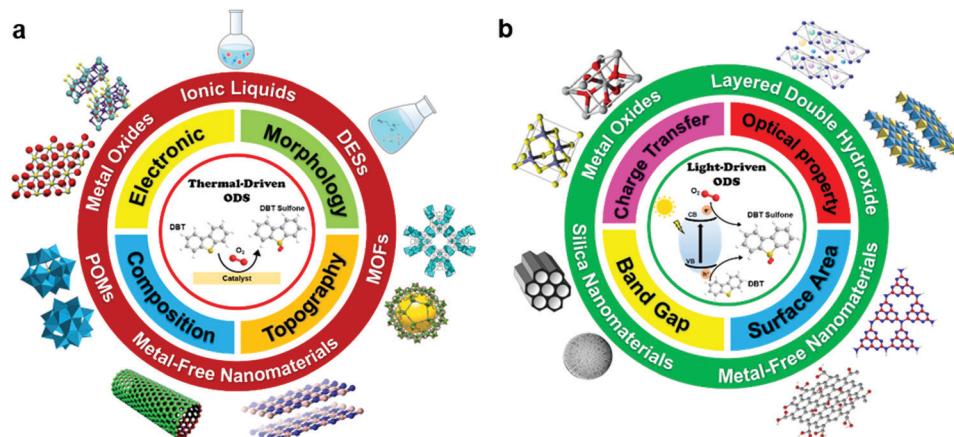 a
Ionic Liquids
DESs
MOFs
Metal-Free Nanomaterials
POMs
Metal Oxides
Electronic
Morphology
Topography
Composition
Thermal-Driven
ODS
DBT Sulfone
DBT
O2
Catalyst
b
Metal Oxides
Layered Double Hydroxide
Metal-Free Nanomaterials
Silica Nanomaterials
Charge Transfer
Optical property
Surface Area
Band Gap
Light-Driven
ODS
O2
CB
e-
DBT Sulfone
VB
h+
DBT